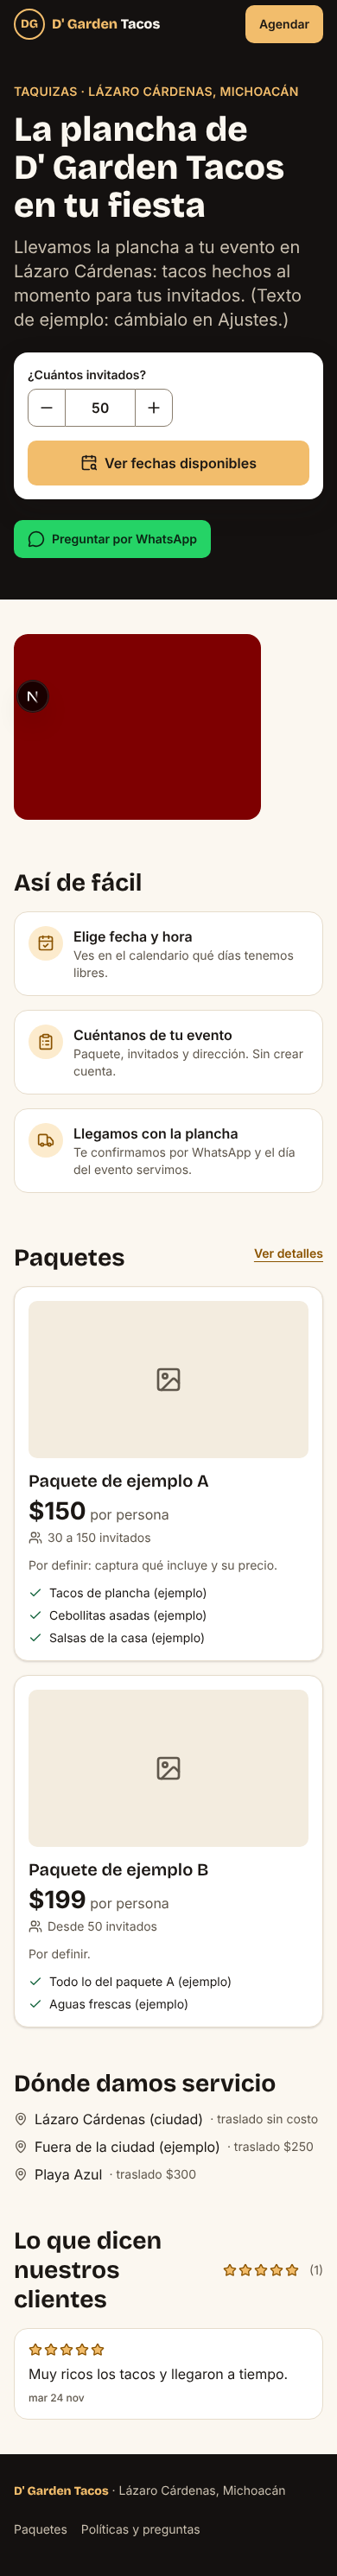 DG D' Garden Tacos Agendar
TAQUIZAS · LÁZARO CÁRDENAS, MICHOACÁN
La plancha de
D' Garden Tacos
en tu fiesta
Llevamos la plancha a tu evento en
Lázaro Cárdenas: tacos hechos al
momento para tus invitados. (Texto
de ejemplo: cámbialo en Ajustes.)
¿Cuántos invitados?
50
Ver fechas disponibles
Preguntar por WhatsApp
N
Así de fácil
Elige fecha y hora
Ves en el calendario qué días tenemos
libres.
Cuéntanos de tu evento
Paquete, invitados y dirección. Sin crear
cuenta.
Llegamos con la plancha
Te confirmamos por WhatsApp y el día
del evento servimos.
Paquetes Ver detalles
Paquete de ejemplo A
$150 por persona
30 a 150 invitados
Por definir: captura qué incluye y su precio.
Tacos de plancha (ejemplo)
Cebollitas asadas (ejemplo)
Salsas de la casa (ejemplo)
Paquete de ejemplo B
$199 por persona
Desde 50 invitados
Por definir.
Todo lo del paquete A (ejemplo)
Aguas frescas (ejemplo)
Dónde damos servicio
Lázaro Cárdenas (ciudad) · traslado sin costo
Fuera de la ciudad (ejemplo) · traslado $250
Playa Azul · traslado $300
Lo que dicen
nuestros (1)
clientes
Muy ricos los tacos y llegaron a tiempo.
mar 24 nov
D' Garden Tacos · Lázaro Cárdenas, Michoacán
Paquetes Políticas y preguntas